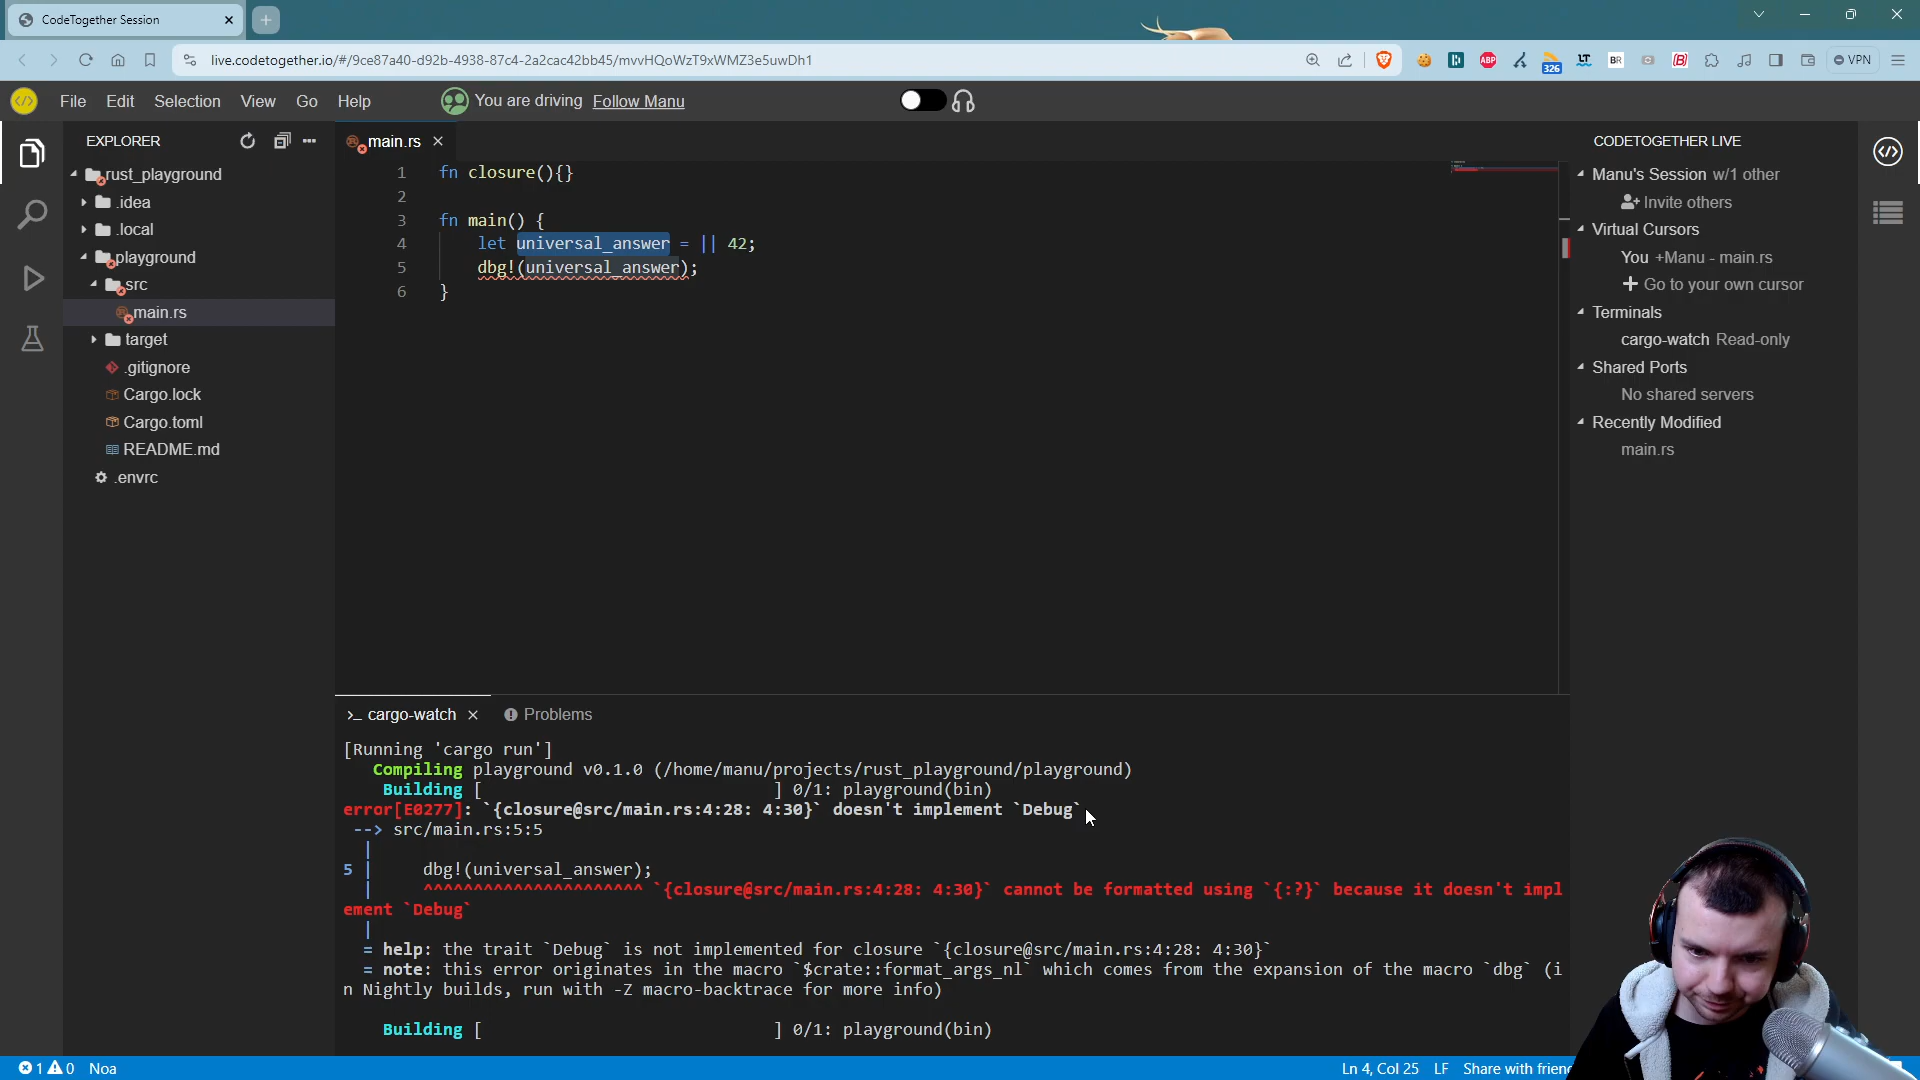 CodeTogether Session
live.codetogether.io/#/9ce87a40-d92b-4938-87c4-2a2cac42bb45/mvvHQoWzT9xWMZ3e5uwDh1
ABP
326
LT
BR
VPN
File Edit Selection View Go Help
You are driving Follow Manu
EXPLORER
rust_playground
.idea
.local
playground
src
main.rs
target
.gitignore
Cargo.lock
Cargo.toml
README.md
.envrc
main.rs
1 fn closure(){}
2
3 fn main() {
4 let universal_answer = || 42;
5 dbg!(universal_answer);
6 }
CODETOGETHER LIVE
Manu's Session w/1 other
Invite others
Virtual Cursors
You +Manu - main.rs
Go to your own cursor
Terminals
cargo-watch Read-only
Shared Ports
No shared servers
Recently Modified
main.rs
cargo-watch Problems
[Running 'cargo run']
Compiling playground v0.1.0 (/home/manu/projects/rust_playground/playground)
Building [ ] 0/1: playground(bin)
error[E0277]: `{closure@src/main.rs:4:28: 4:30}` doesn't implement `Debug`
--> src/main.rs:5:5
|
5 | dbg!(universal_answer);
| ^^^^^^^^^^^^^^^^^^^^^^ `{closure@src/main.rs:4:28: 4:30}` cannot be formatted using `{:?}` because it doesn't impl
ement `Debug`
|
= help: the trait `Debug` is not implemented for closure `{closure@src/main.rs:4:28: 4:30}`
= note: this error originates in the macro `$crate::format_args_nl` which comes from the expansion of the macro `dbg` (i
n Nightly builds, run with -Z macro-backtrace for more info)
Building [ ] 0/1: playground(bin)
1 0 Noa
Ln 4, Col 25 LF Share with frien